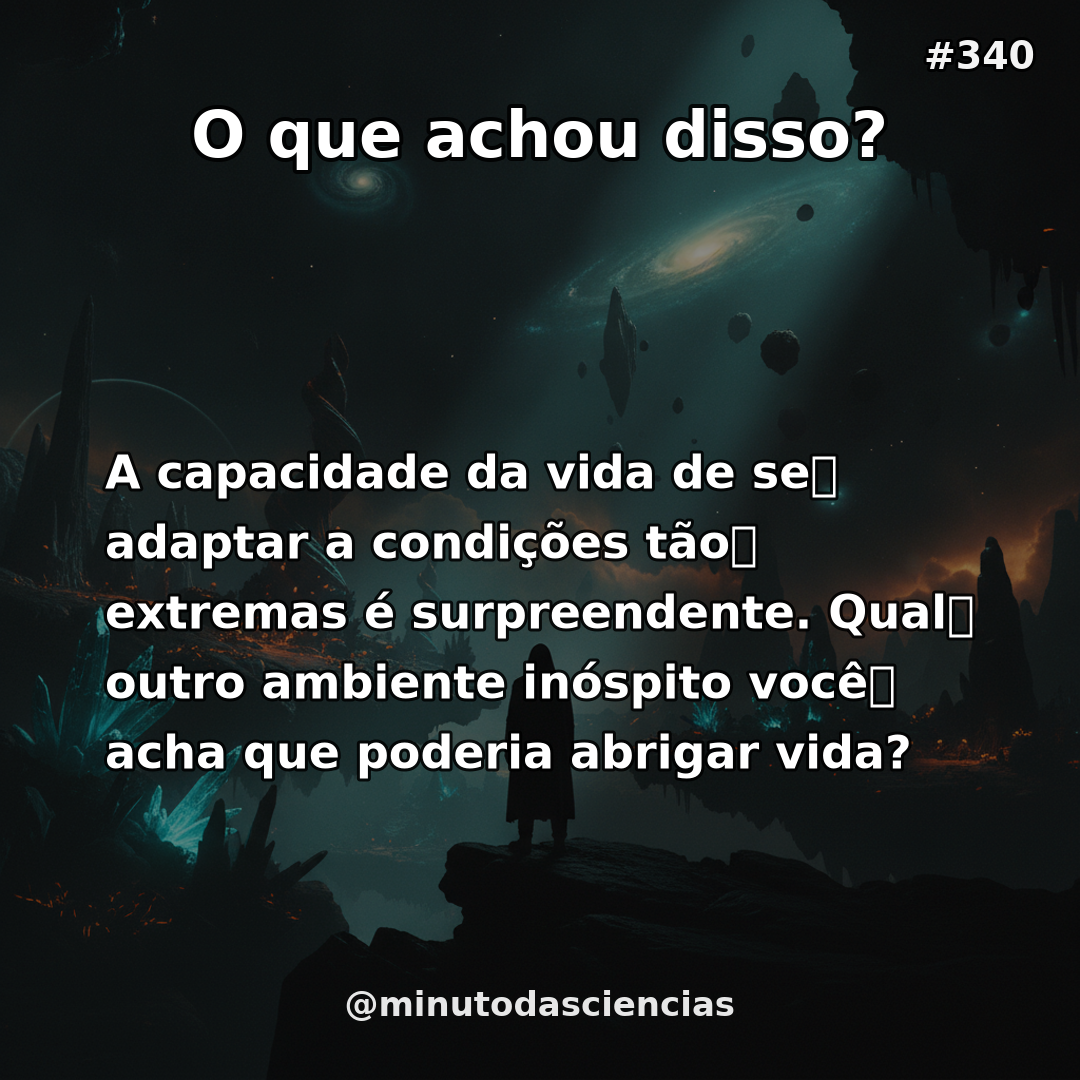 #340
O que achou disso?
A capacidade da vida de se▯
adaptar a condições tão▯
extremas é surpreendente. Qual▯
outro ambiente inóspito você▯
acha que poderia abrigar vida?
@minutodasciencias